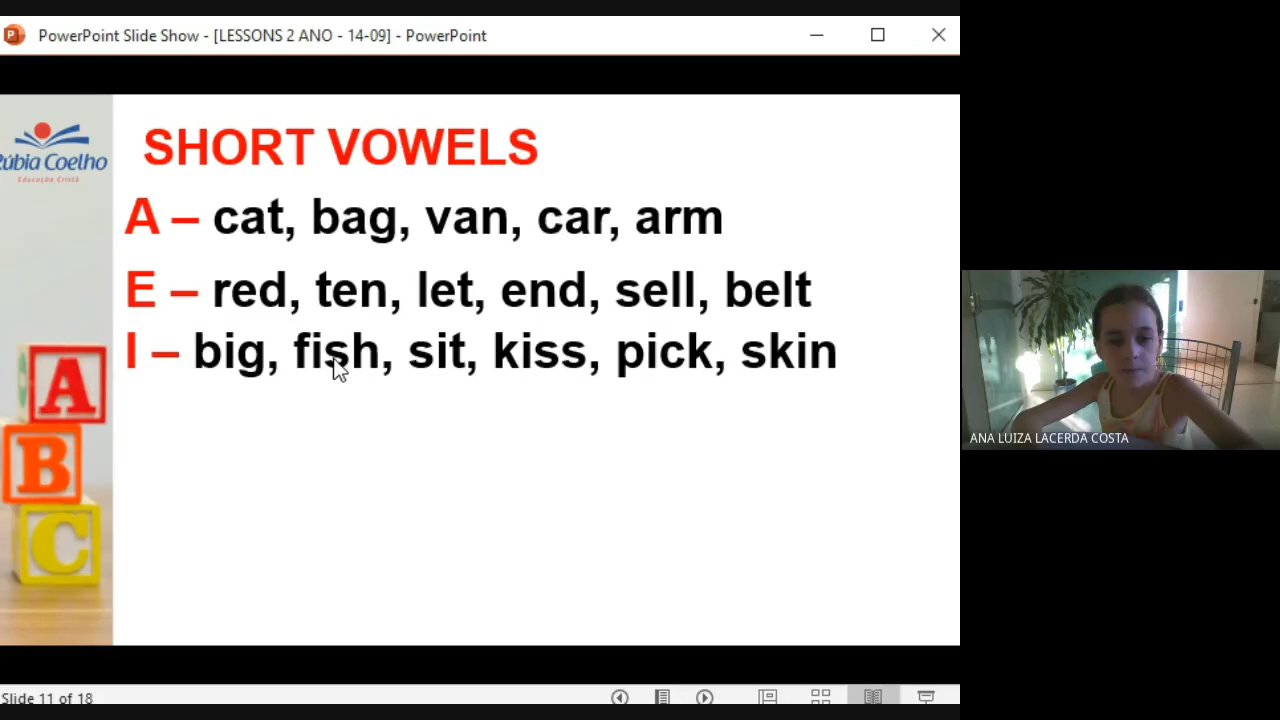 PowerPoint Slide Show - [LESSONS 2 ANO - 14-09] - PowerPoint
Rúbia Coelho
Educação Cristã
SHORT VOWELS
A – cat, bag, van, car, arm
E – red, ten, let, end, sell, belt
I – big, fish, sit, kiss, pick, skin
A
B
C
ANA LUIZA LACERDA COSTA
Slide 11 of 18